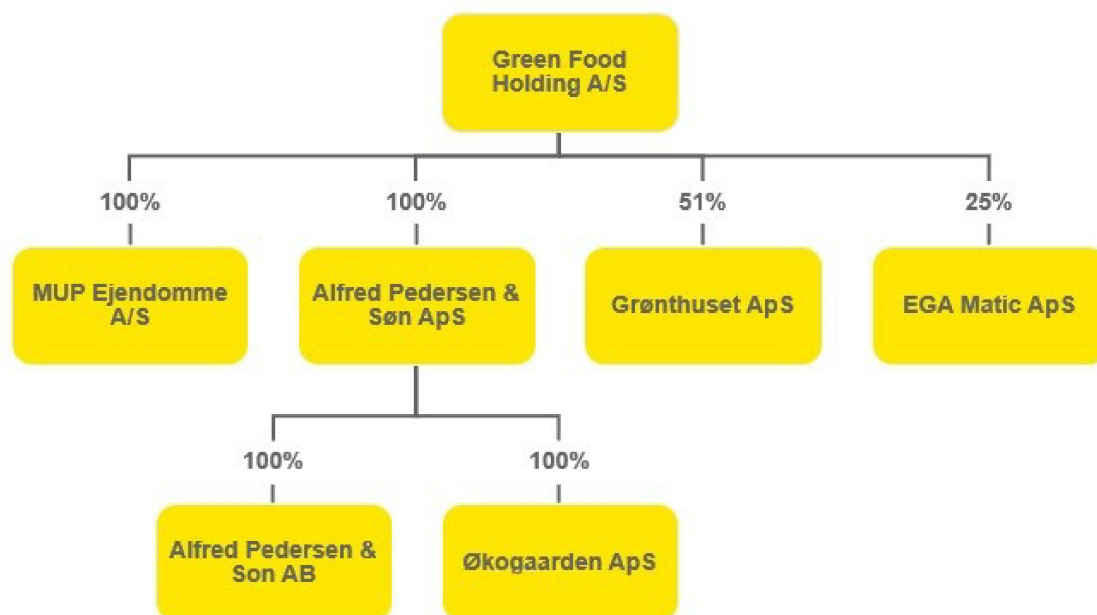 Green Food
Holding A/S
100%
100%
51%
25%
MUP Ejendomme
A/S
Alfred Pedersen &
Søn ApS
Grønthuset ApS
EGA Matic ApS
100%
100%
Alfred Pedersen &
Son AB
Økogaarden ApS